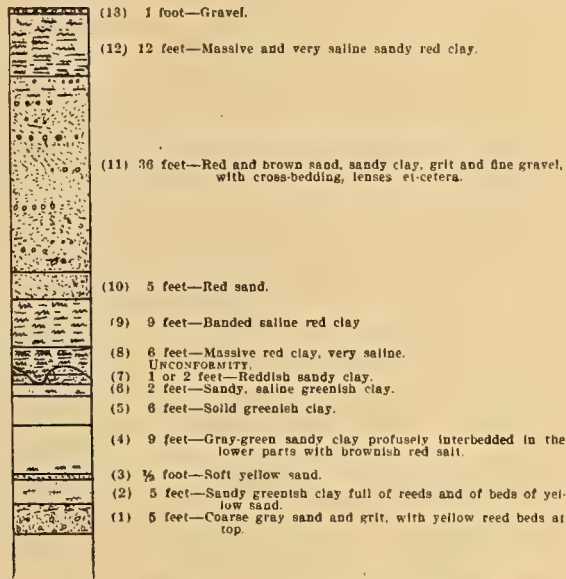 (13) 1 foot—Gravel.
(12) 12 feet—Massive and very saline sandy red clay.
(11) 36 feet—Red and brown sand, sandy clay, grit and fine gravel,
with cross-bedding, lenses et-cetera.
(10) 5 feet—Red sand.
(9) 9 feet—Banded saline red clay
(8) 6 feet—Massive red clay, very saline.
UNCONFORMITY.
(7) 1 or 2 feet—Reddish sandy clay.
(6) 2 feet—Sandy, saline greenish clay.
(5) 6 feet—Solid greenish clay.
(4) 9 feet—Gray-green sandy clay profusely interbedded in the
lower parts with brownish red salt.
(3) foot—Soft yellow sand.
(2) 5 feet—Sandy greenish clay full of reeds and of beds of yel-
low sand.
(1) 5 feet—Coarse gray sand and grit, with yellow reed beds at
top.